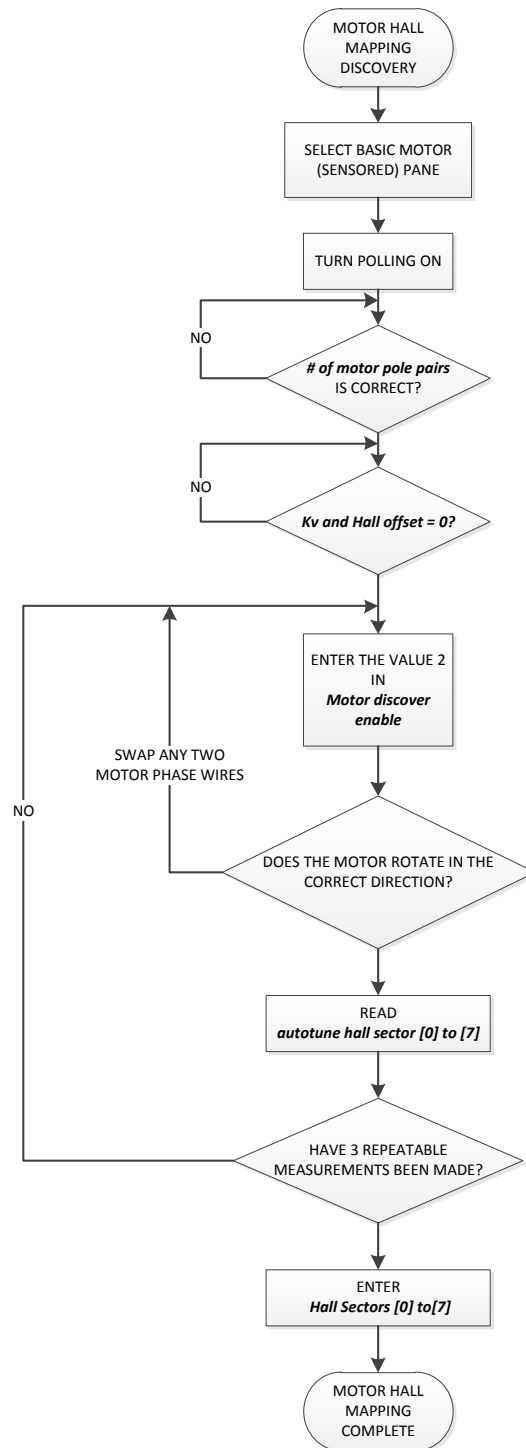 MOTOR HALL
MAPPING
DISCOVERY
SELECT BASIC MOTOR
(SENSORED) PANE
TURN POLLING ON
NO
# of motor pole pairs
IS CORRECT?
NO
Kv and Hall offset = 0?
ENTER THE VALUE 2
IN
Motor discover
enable
SWAP ANY TWO
MOTOR PHASE WIRES
NO
DOES THE MOTOR ROTATE IN THE
CORRECT DIRECTION?
READ
autotune hall sector [0] to [7]
HAVE 3 REPEATABLE
MEASUREMENTS BEEN MADE?
ENTER
Hall Sectors [0] to[7]
MOTOR HALL
MAPPING
COMPLETE